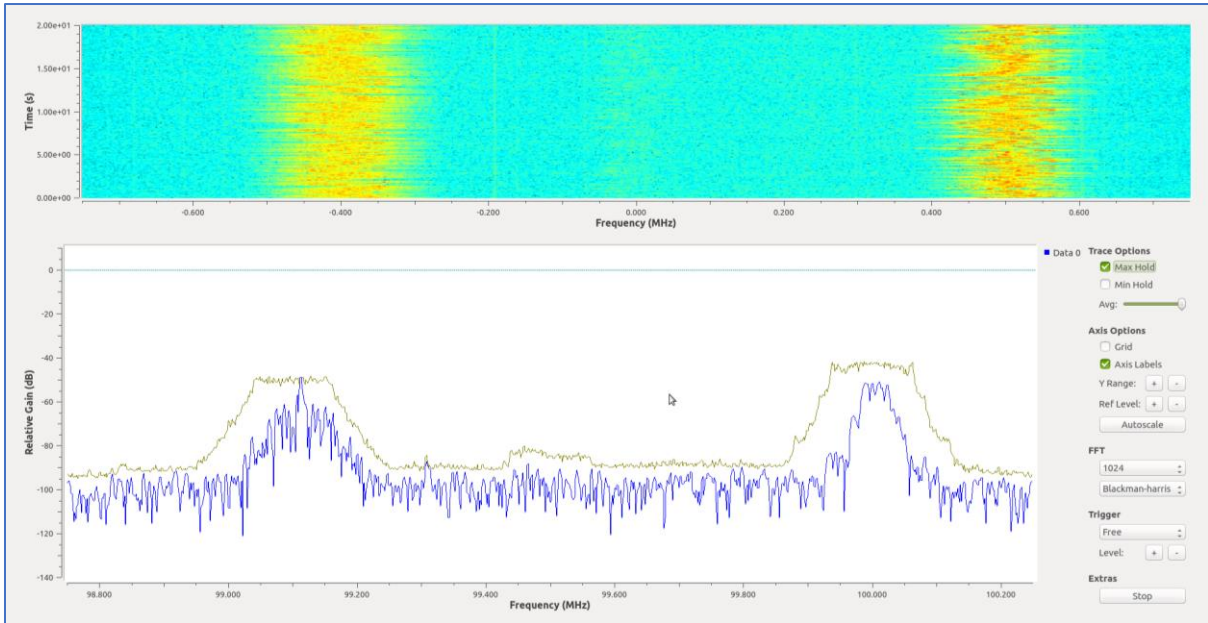 2.00e+01
1.50e+01
1.00e+01
5.00e+00
0.00e+00
Time (s)
-0.600 -0.400 -0.200 0.000 0.200 0.400 0.600
Frequency (MHz)
0
-20
-40
-60
-80
-100
-120
-140
Relative Gain (dB)
98.800 99.000 99.200 99.400 99.600 99.800 100.000 100.200
Frequency (MHz)
Data 0
Trace Options
Max Hold
Min Hold
Avg:
Axis Options
Grid
Axis Labels
Y Range: + -
Ref Level: + -
Autoscale
FFT
1024
Blackman-harris
Trigger
Free
Level: + -
Extras
Stop